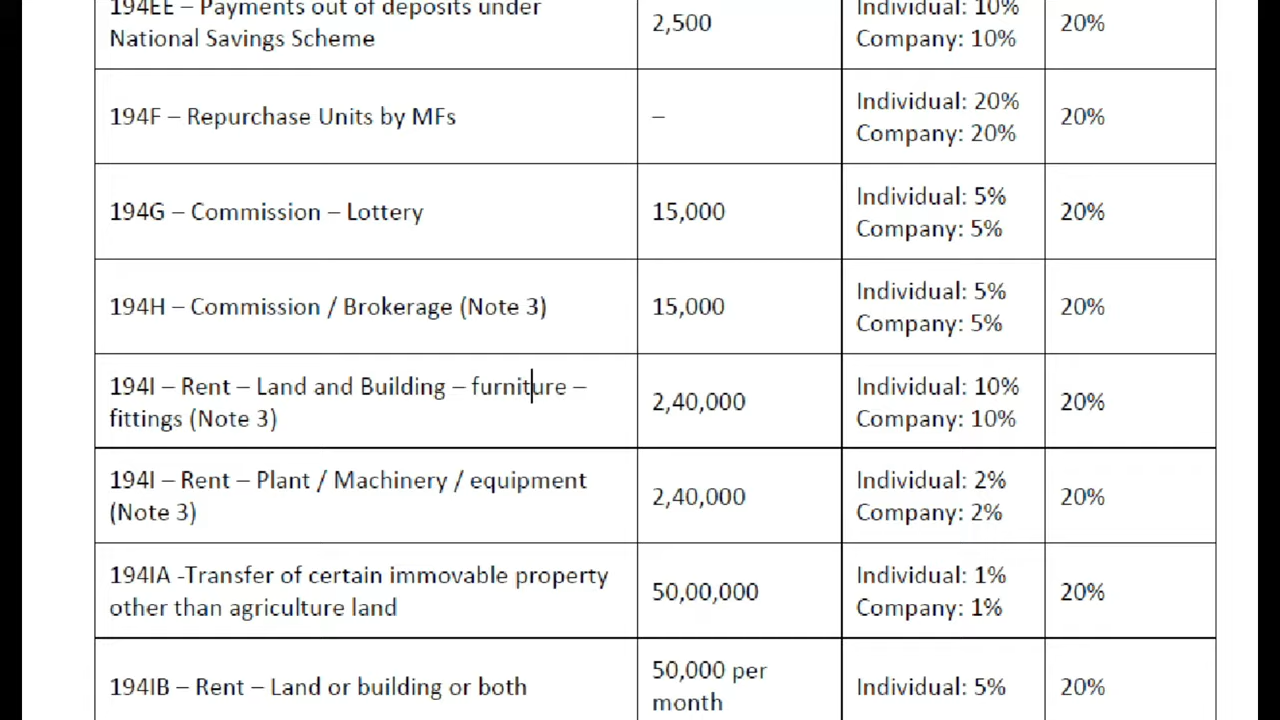 194EE – Payments out of deposits under
National Savings Scheme
2,500
Individual: 10%
Company: 10%
20%
194F – Repurchase Units by MFs
–
Individual: 20%
Company: 20%
20%
194G – Commission – Lottery
15,000
Individual: 5%
Company: 5%
20%
194H – Commission / Brokerage (Note 3)
15,000
Individual: 5%
Company: 5%
20%
194I – Rent – Land and Building – furniture –
fittings (Note 3)
2,40,000
Individual: 10%
Company: 10%
20%
194I – Rent – Plant / Machinery / equipment
(Note 3)
2,40,000
Individual: 2%
Company: 2%
20%
194IA -Transfer of certain immovable property
other than agriculture land
50,00,000
Individual: 1%
Company: 1%
20%
194IB – Rent – Land or building or both
50,000 per
month
Individual: 5%
20%